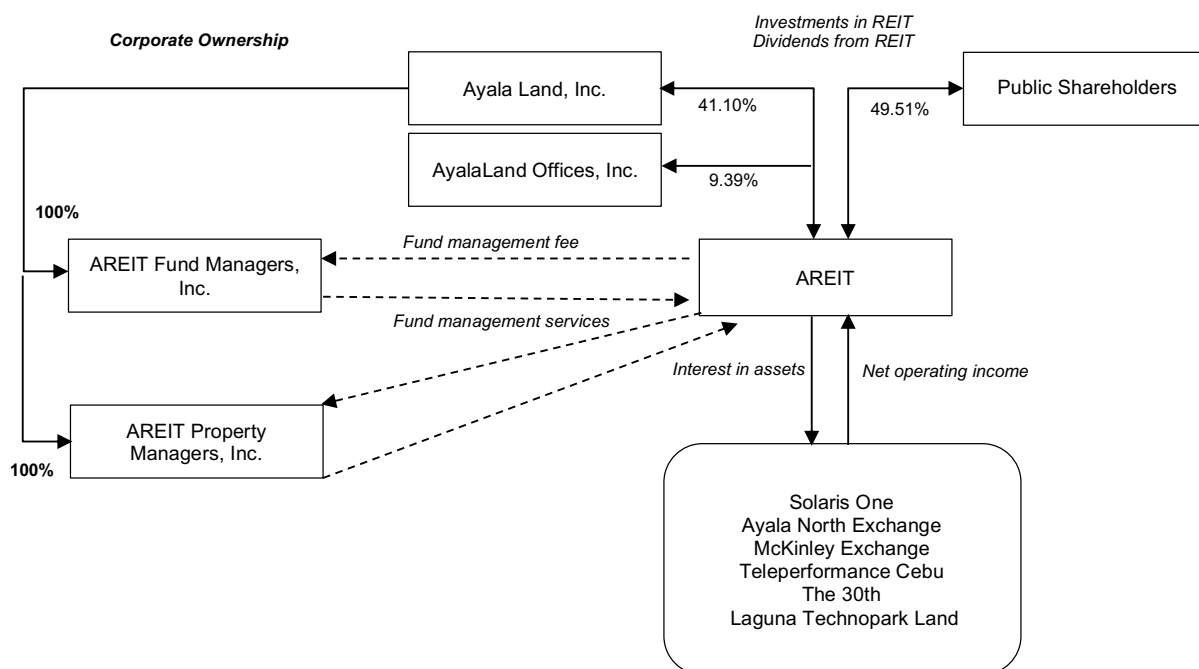 Corporate Ownership
Investments in REIT
Dividends from REIT
Ayala Land, Inc.
41.10%
Public Shareholders
49.51%
AyalaLand Offices, Inc.
9.39%
100%
AREIT Fund Managers,
Inc.
Fund management fee
Fund management services
AREIT
Interest in assets
Net operating income
AREIT Property
Managers, Inc.
100%
Solaris One
Ayala North Exchange
McKinley Exchange
Teleperformance Cebu
The 30th
Laguna Technopark Land